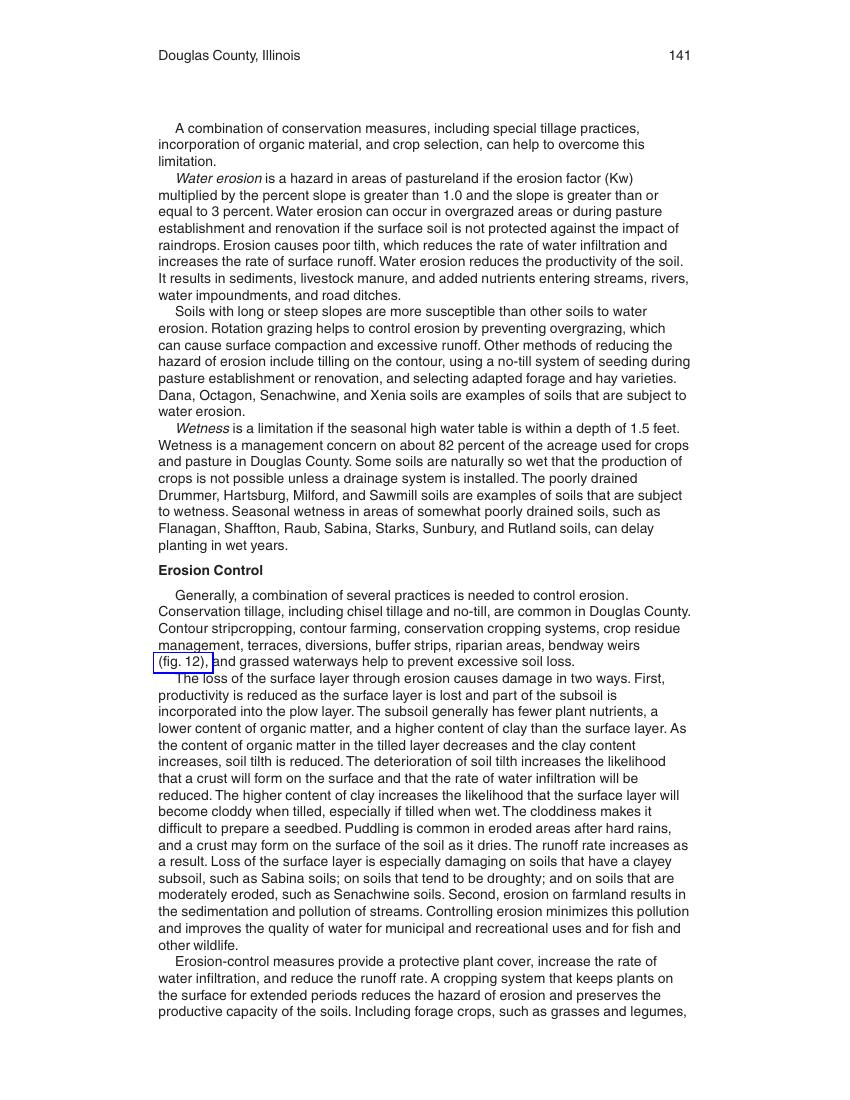 Douglas County, Illinois 141
A combination of conservation measures, including special tillage practices,
incorporation of organic material, and crop selection, can help to overcome this
limitation.
Water erosion is a hazard in areas of pastureland if the erosion factor (Kw)
multiplied by the percent slope is greater than 1.0 and the slope is greater than or
equal to 3 percent. Water erosion can occur in overgrazed areas or during pasture
establishment and renovation if the surface soil is not protected against the impact of
raindrops. Erosion causes poor tilth, which reduces the rate of water infiltration and
increases the rate of surface runoff. Water erosion reduces the productivity of the soil.
It results in sediments, livestock manure, and added nutrients entering streams, rivers,
water impoundments, and road ditches.
Soils with long or steep slopes are more susceptible than other soils to water
erosion. Rotation grazing helps to control erosion by preventing overgrazing, which
can cause surface compaction and excessive runoff. Other methods of reducing the
hazard of erosion include tilling on the contour, using a no-till system of seeding during
pasture establishment or renovation, and selecting adapted forage and hay varieties.
Dana, Octagon, Senachwine, and Xenia soils are examples of soils that are subject to
water erosion.
Wetness is a limitation if the seasonal high water table is within a depth of 1.5 feet.
Wetness is a management concern on about 82 percent of the acreage used for crops
and pasture in Douglas County. Some soils are naturally so wet that the production of
crops is not possible unless a drainage system is installed. The poorly drained
Drummer, Hartsburg, Milford, and Sawmill soils are examples of soils that are subject
to wetness. Seasonal wetness in areas of somewhat poorly drained soils, such as
Flanagan, Shaffton, Raub, Sabina, Starks, Sunbury, and Rutland soils, can delay
planting in wet years.
Erosion Control
Generally, a combination of several practices is needed to control erosion.
Conservation tillage, including chisel tillage and no-till, are common in Douglas County.
Contour stripcropping, contour farming, conservation cropping systems, crop residue
management, terraces, diversions, buffer strips, riparian areas, bendway weirs
(fig. 12), and grassed waterways help to prevent excessive soil loss.
The loss of the surface layer through erosion causes damage in two ways. First,
productivity is reduced as the surface layer is lost and part of the subsoil is
incorporated into the plow layer. The subsoil generally has fewer plant nutrients, a
lower content of organic matter, and a higher content of clay than the surface layer. As
the content of organic matter in the tilled layer decreases and the clay content
increases, soil tilth is reduced. The deterioration of soil tilth increases the likelihood
that a crust will form on the surface and that the rate of water infiltration will be
reduced. The higher content of clay increases the likelihood that the surface layer will
become cloddy when tilled, especially if tilled when wet. The cloddiness makes it
difficult to prepare a seedbed. Puddling is common in eroded areas after hard rains,
and a crust may form on the surface of the soil as it dries. The runoff rate increases as
a result. Loss of the surface layer is especially damaging on soils that have a clayey
subsoil, such as Sabina soils; on soils that tend to be droughty; and on soils that are
moderately eroded, such as Senachwine soils. Second, erosion on farmland results in
the sedimentation and pollution of streams. Controlling erosion minimizes this pollution
and improves the quality of water for municipal and recreational uses and for fish and
other wildlife.
Erosion-control measures provide a protective plant cover, increase the rate of
water infiltration, and reduce the runoff rate. A cropping system that keeps plants on
the surface for extended periods reduces the hazard of erosion and preserves the
productive capacity of the soils. Including forage crops, such as grasses and legumes,